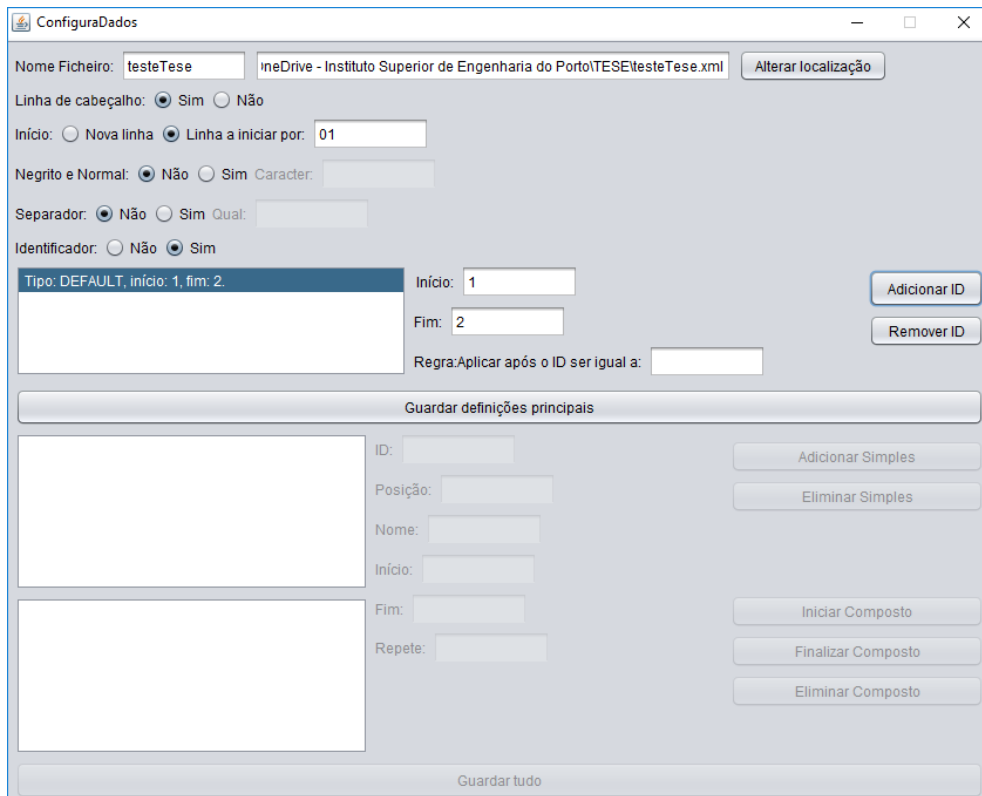 ConfiguraDados
Nome Ficheiro: testeTese neDrive - Instituto Superior de Engenharia do Porto\TESE\testeTese.xml Alterar localização
Linha de cabeçalho: Sim Não
Início: Nova linha Linha a iniciar por: 01
Negrito e Normal: Não Sim Caracter:
Separador: Não Sim Qual:
Identificador: Não Sim
Tipo: DEFAULT, início: 1, fim: 2. Início: 1 Adicionar ID
Fim: 2 Remover ID
Regra:Aplicar após o ID ser igual a:
Guardar definições principais
ID: Adicionar Simples
Posição: Eliminar Simples
Nome:
Início:
Fim: Iniciar Composto
Repete: Finalizar Composto
Eliminar Composto
Guardar tudo